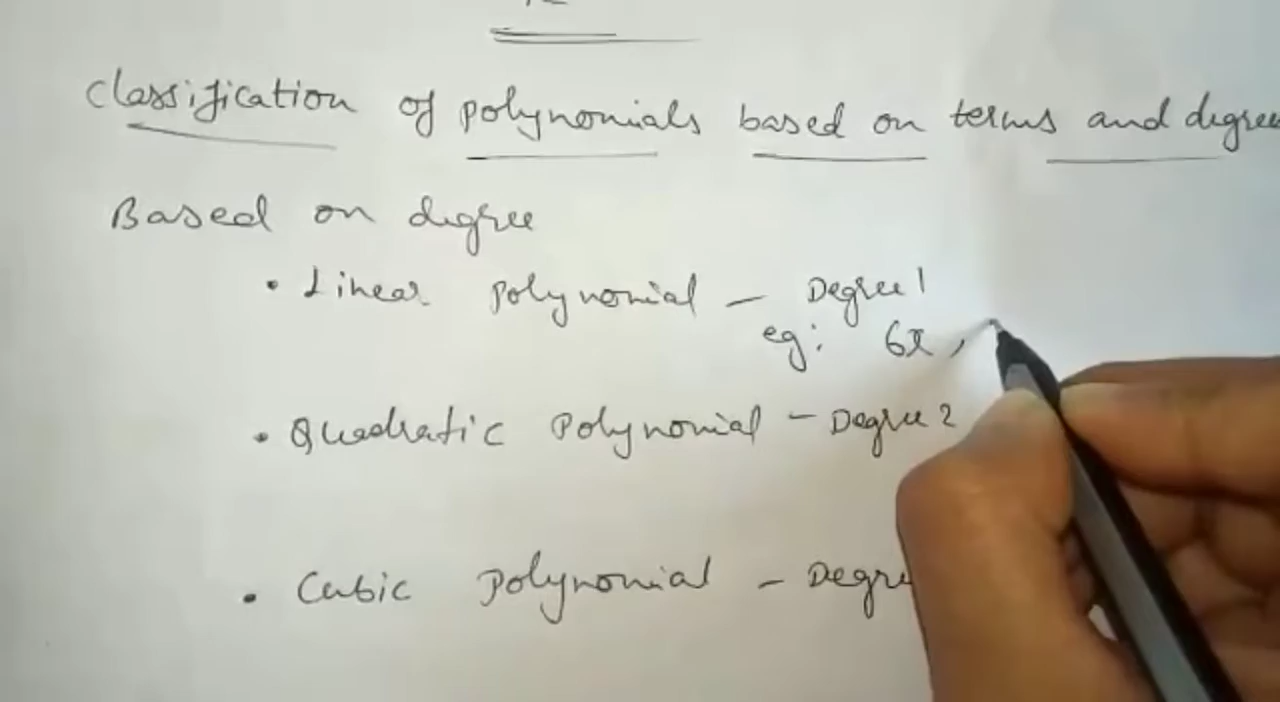 Classification of polynomials based on terms and degree
Based on degree
• Linear Polynomial — Degree 1
eg: 6x,
• Quadratic Polynomial — Degree 2
• Cubic Polynomial — Degre